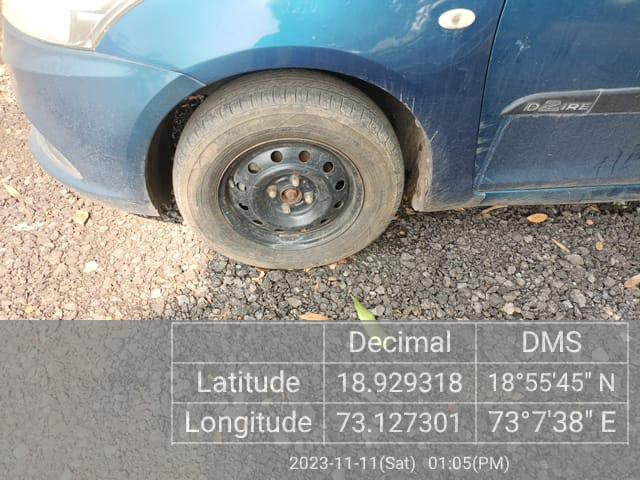 DZIRE
Decimal DMS
Latitude 18.929318 18°55'45" N
Longitude 73.127301 73°7'38" E
2023-11-11(Sat) 01:05(PM)